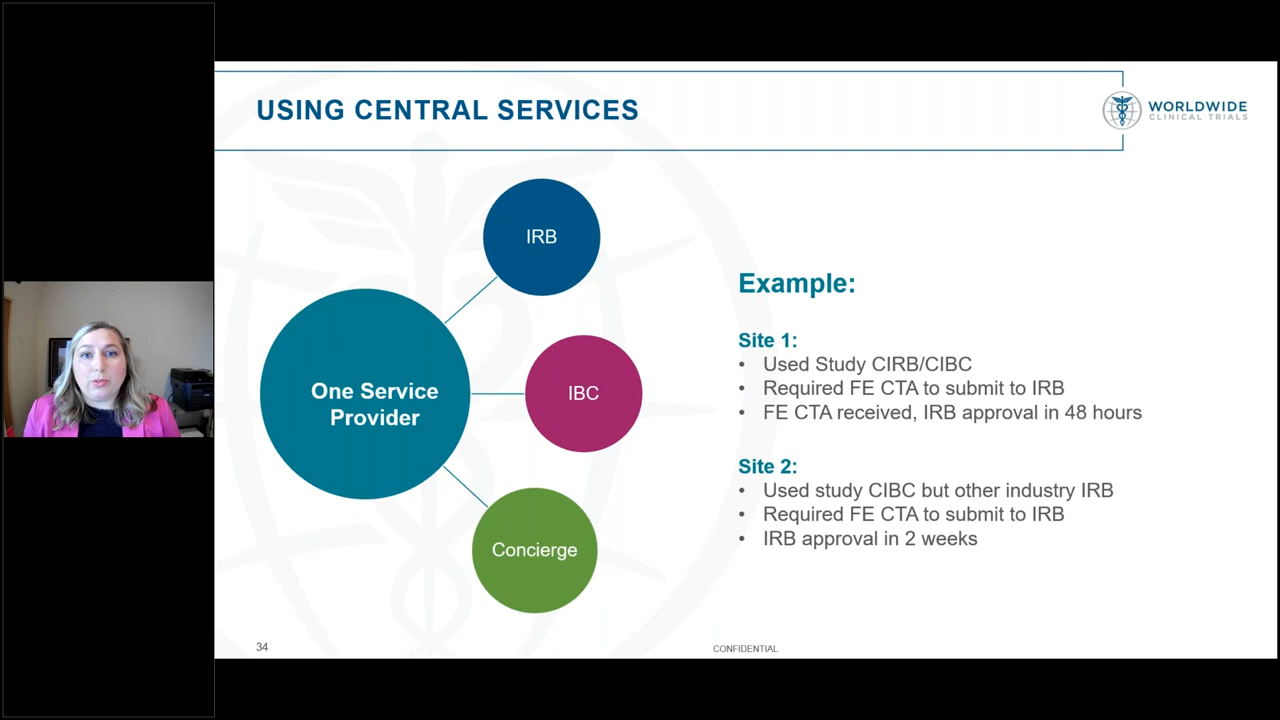 USING CENTRAL SERVICES
WORLDWIDE
CLINICAL TRIALS
IRB
One Service
Provider
IBC
Concierge
Example:
Site 1:
• Used Study CIRB/CIBC
• Required FE CTA to submit to IRB
• FE CTA received, IRB approval in 48 hours
Site 2:
• Used study CIBC but other industry IRB
• Required FE CTA to submit to IRB
• IRB approval in 2 weeks
34
CONFIDENTIAL